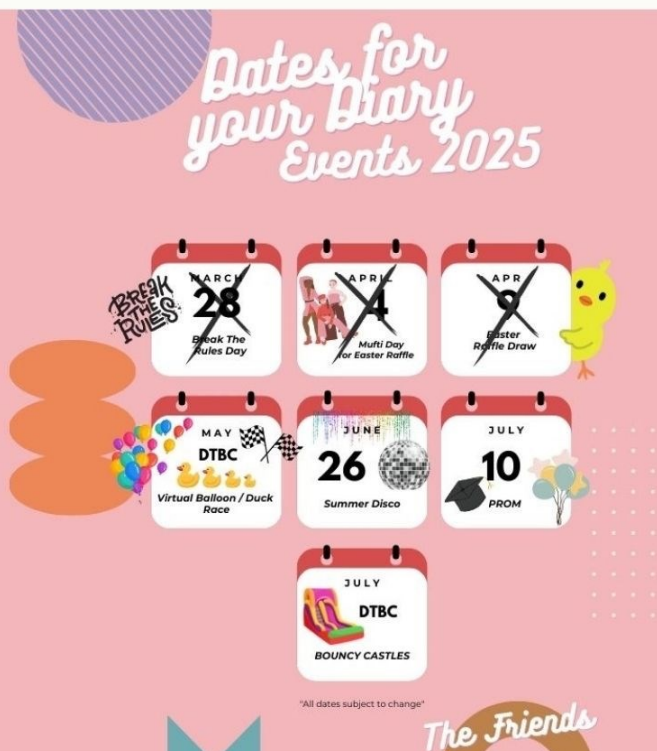 Dates for
your Diary
Events 2025
MARCH
28
BREAK
THE
RULES
Break The
Rules Day
APRIL
4
Mufti Day
for Easter Raffle
APR
9
Easter
Raffle Draw
MAY
DTBC
Virtual Balloon / Duck
Race
JUNE
26
Summer Disco
JULY
10
PROM
JULY
DTBC
BOUNCY CASTLES
"All dates subject to change"
The Friends